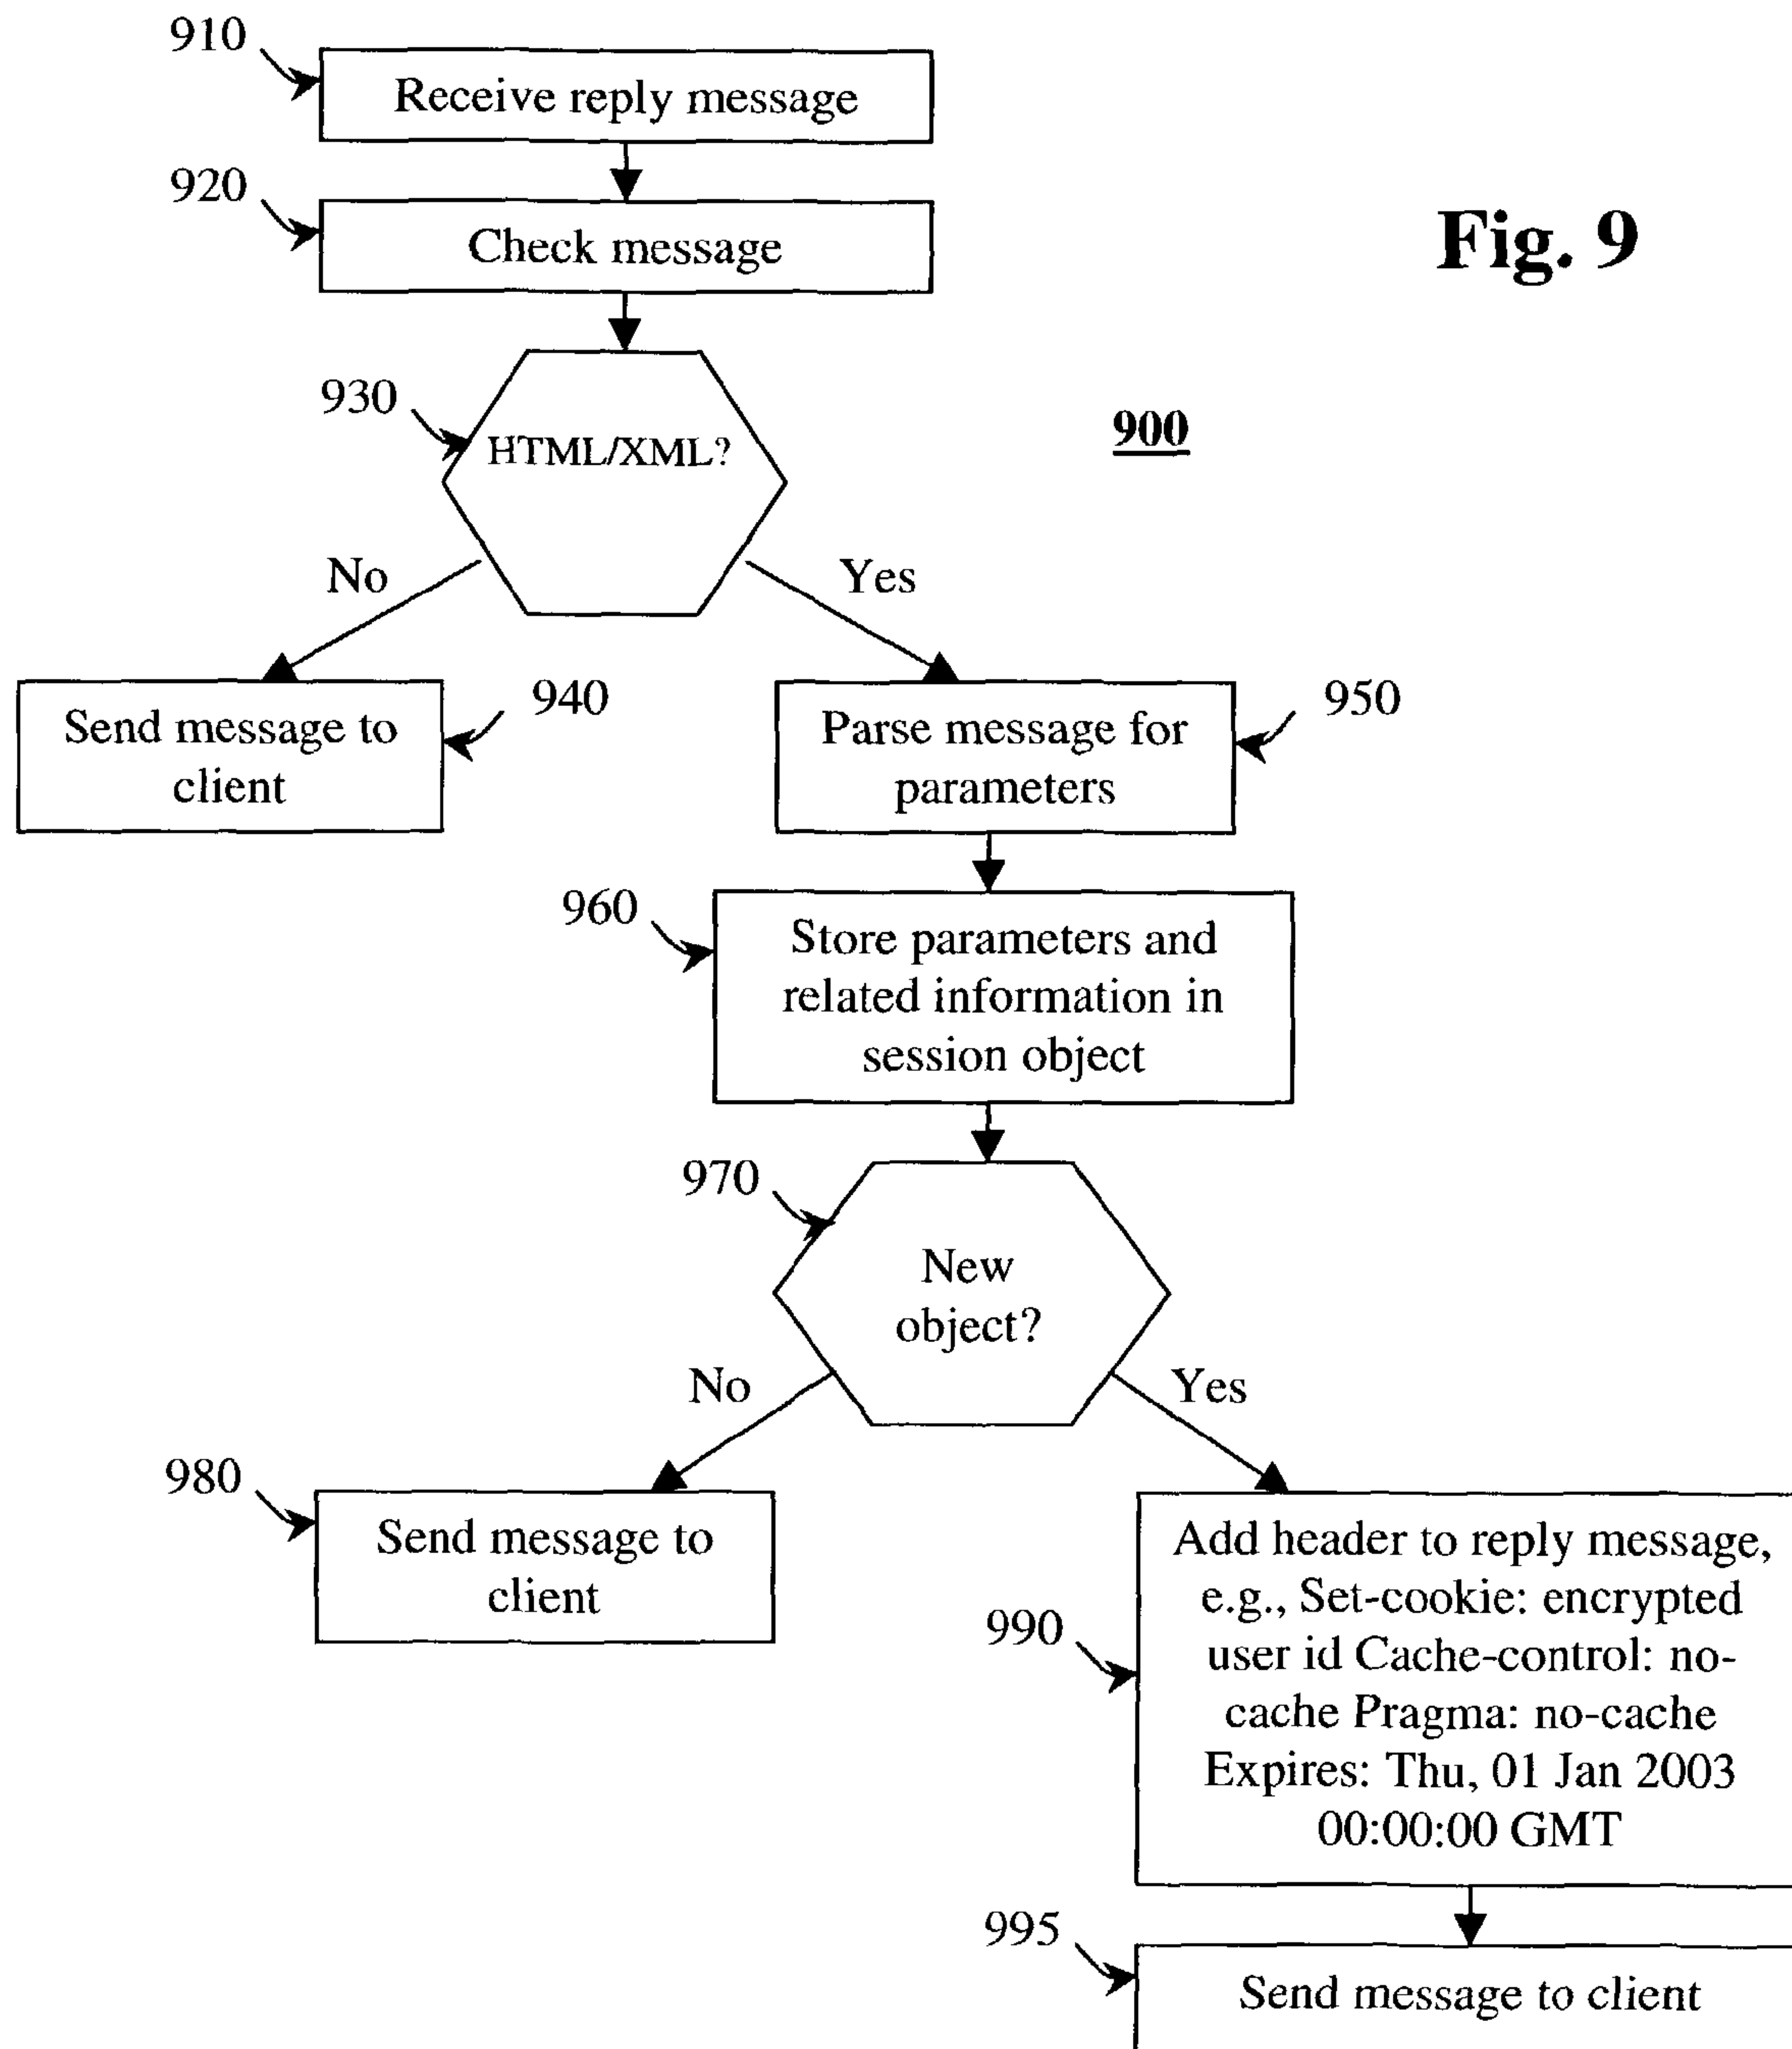 910
Receive reply message
920
Check message
Fig. 9
930
HTML/XML?
900
No
Yes
Send message to
client
940
Parse message for
parameters
950
960
Store parameters and
related information in
session object
970
New
object?
No
Yes
980
Send message to
client
990
Add header to reply message,
e.g., Set-cookie: encrypted
user id Cache-control: no-
cache Pragma: no-cache
Expires: Thu, 01 Jan 2003
00:00:00 GMT
995
Send message to client